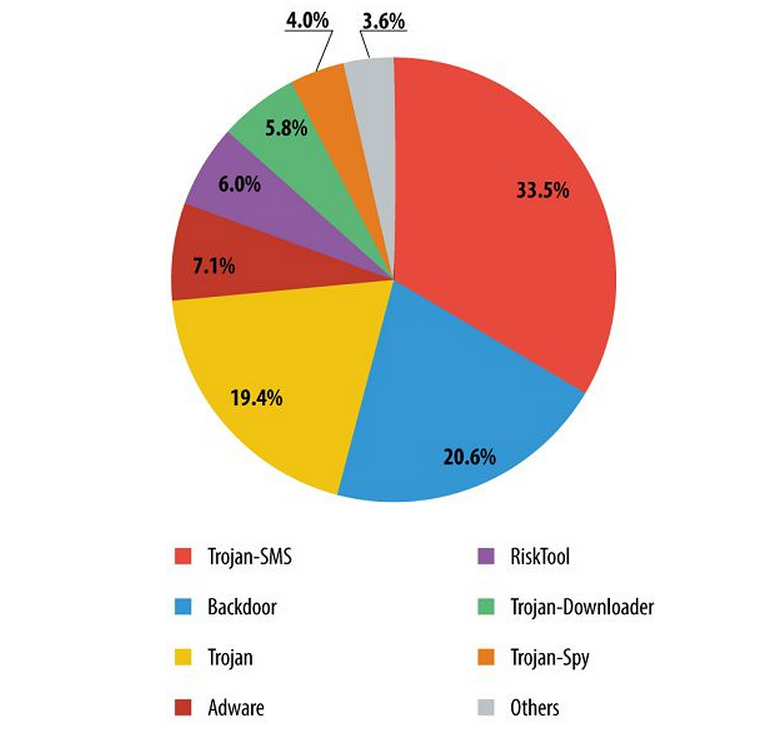 4.0%
3.6%
33.5%
5.8%
6.0%
7.1%
19.4%
20.6%
Trojan-SMS
RiskTool
Backdoor
Trojan-Downloader
Trojan
Trojan-Spy
Adware
Others